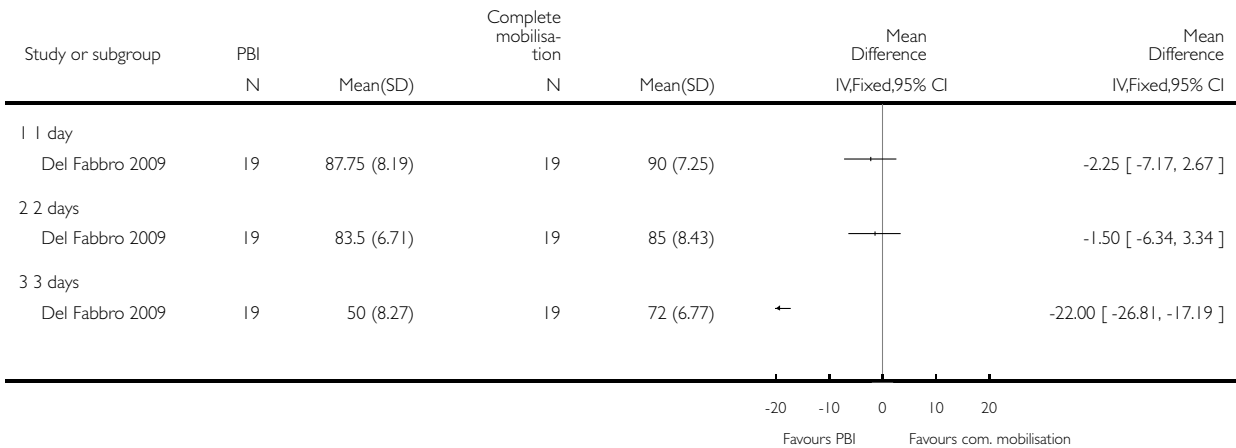 Study or subgroup PBI Complete mobilisa- tion Mean Difference Mean Difference
N Mean(SD) N Mean(SD) IV,Fixed,95% CI IV,Fixed,95% CI
1 1 day
Del Fabbro 2009 19 87.75 (8.19) 19 90 (7.25) -2.25 [ -7.17, 2.67 ]
2 2 days
Del Fabbro 2009 19 83.5 (6.71) 19 85 (8.43) -1.50 [ -6.34, 3.34 ]
3 3 days
Del Fabbro 2009 19 50 (8.27) 19 72 (6.77) -22.00 [ -26.81, -17.19 ]
-20 -10 0 10 20
Favours PBI Favours com. mobilisation